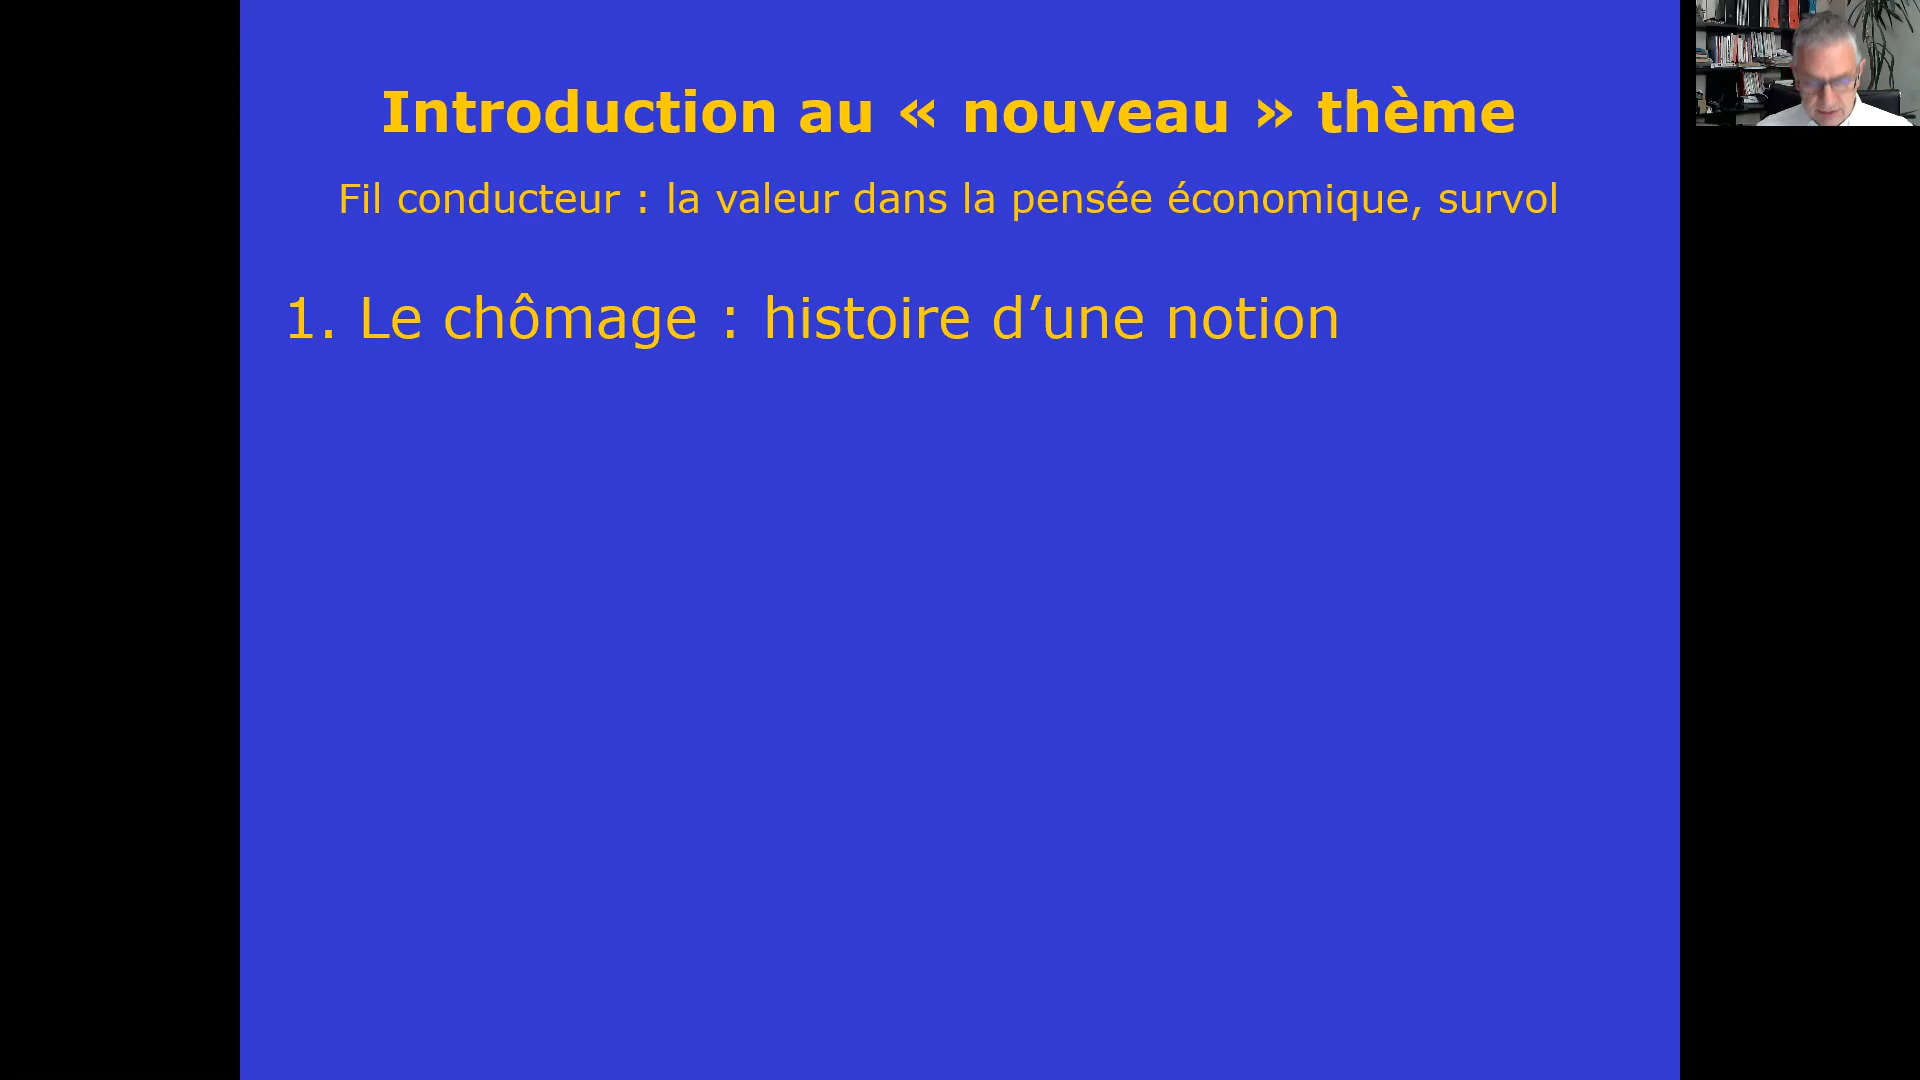 Introduction au « nouveau » thème
Fil conducteur : la valeur dans la pensée économique, survol
1. Le chômage : histoire d’une notion